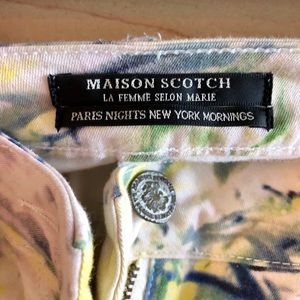 MAISON SCOTCH
LA FEMME SELON MARIE
PARIS NIGHTS NEW YORK MORNINGS